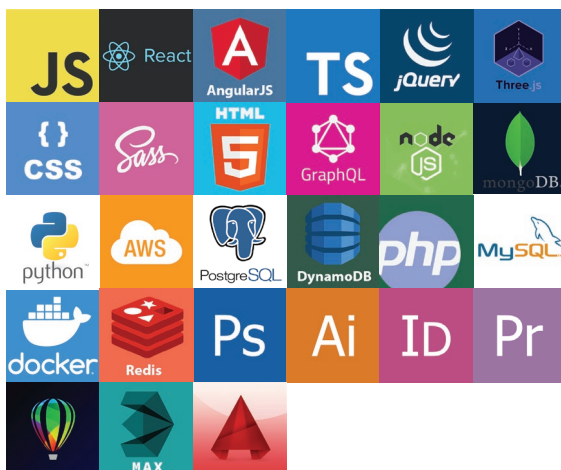 JS
React
AngularJS
TS
jQuery
Three.js
{ }
CSS
Sass
HTML
5
GraphQL
node
JS
mongoDB
python™
AWS
PostgreSQL
DynamoDB
php
MySQL
docker
Redis
Ps
Ai
ID
Pr
MAX